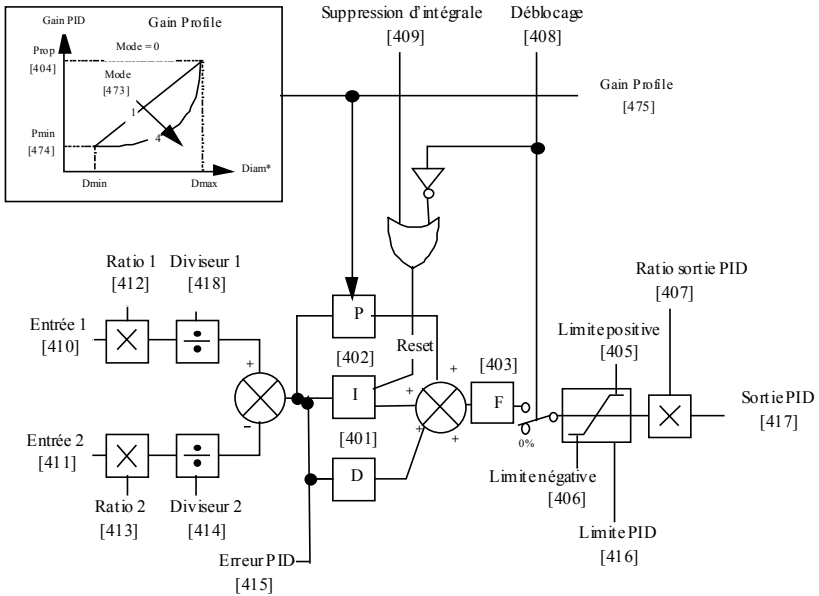 Gain PID
Gain Profile
Mode = 0
Prop
[404]
Mode
[473]
1
4
Pmin
[474]
Diam*
Dmin
Dmax
Suppression d'intégrale
[409]
Déblocage
[408]
Gain Profile
[475]
Ratio 1
[412]
Diviseur 1
[418]
Entrée 1
[410]
Ratio sortie PID
[407]
Limite positive
[405]
P
[402]
Reset
[403]
+
+
+
I
F
Sortie PID
[417]
[401]
+
+
0%
−
Entrée 2
[411]
D
Limite négative
[406]
Ratio 2
[413]
Diviseur 2
[414]
Limite PID
[416]
Erreur PID
[415]